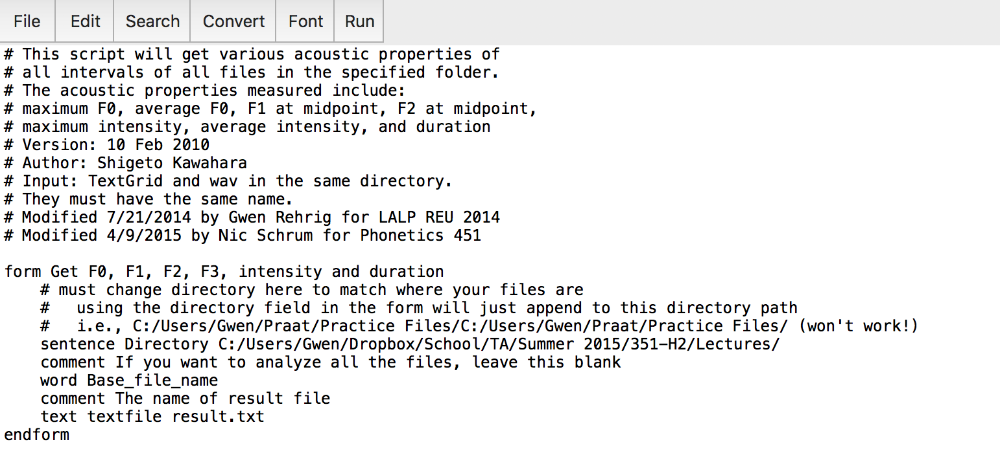 File Edit Search Convert Font Run
# This script will get various acoustic properties of
# all intervals of all files in the specified folder.
# The acoustic properties measured include:
# maximum F0, average F0, F1 at midpoint, F2 at midpoint,
# maximum intensity, average intensity, and duration
# Version: 10 Feb 2010
# Author: Shigeto Kawahara
# Input: TextGrid and wav in the same directory.
# They must have the same name.
# Modified 7/21/2014 by Gwen Rehrig for LALP REU 2014
# Modified 4/9/2015 by Nic Schrum for Phonetics 451

form Get F0, F1, F2, F3, intensity and duration
    # must change directory here to match where your files are
    #   using the directory field in the form will just append to this directory path
    #   i.e., C:/Users/Gwen/Praat/Practice Files/C:/Users/Gwen/Praat/Practice Files/ (won't work!)
    sentence Directory C:/Users/Gwen/Dropbox/School/TA/Summer 2015/351-H2/Lectures/
    comment If you want to analyze all the files, leave this blank
    word Base_file_name
    comment The name of result file
    text textfile result.txt
endform